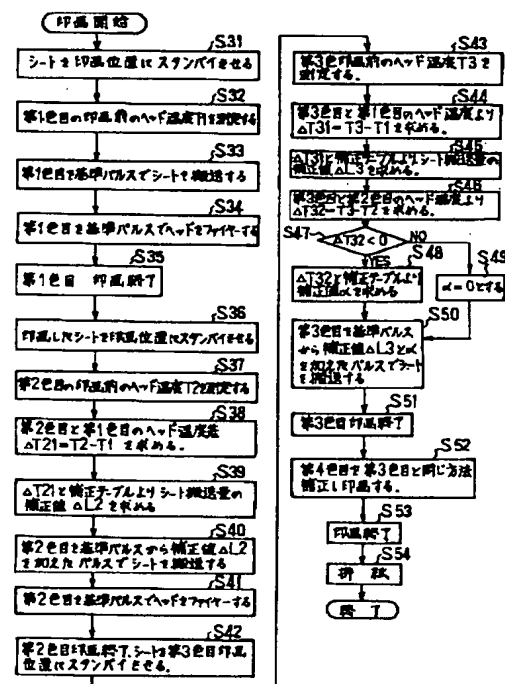 印画開始
S31
シートを印画位置にスタンバイさせる
S32
第1色目の印画前のヘッド温度T1を測定する
S33
第1色目を基準パルスでシートを搬送する
S34
第1色目を基準パルスでヘッドをファイヤーする
S35
第1色目 印画終了
S36
印画したシートを印画位置にスタンバイさせる
S37
第2色目の印画前のヘッド温度T2を測定する
S38
第2色目と第1色目のヘッド温度差
△T21=T2-T1 を求める。
S39
△T21と補正テーブルよりシート搬送量の
補正値 △L2 を求める
S40
第2色目を基準パルスから補正値△L2
を加えたパルスでシートを搬送する
S41
第2色目を基準パルスでヘッドをファイヤーする
S42
第2色目印画終了、シートを第3色目印画
位置にスタンバイさせる。
S43
第3色印画前のヘッド温度T3を
測定する。
S44
第3色目と第1色目のヘッド温度より
△T31=T3-T1 を求める。
S45
△T31と補正テーブルよりシート搬送量の
補正値△L3を求める。
S46
第3色目と第2色目のヘッド温度より
△T32=T3-T2 を求める。
S47
△T32<0
NO
YES
S48
△T32と補正テーブルより
補正値αを求める。
S49
α=0とする
S50
第3色目を基準パルス
から補正値△L3とα
を加えたパルスでシート
を搬送する
S51
第3色目印画終了
S52
第4色目を第3色目と同じ方法
補正し印画する。
S53
印画終了
S54
排紙
終了